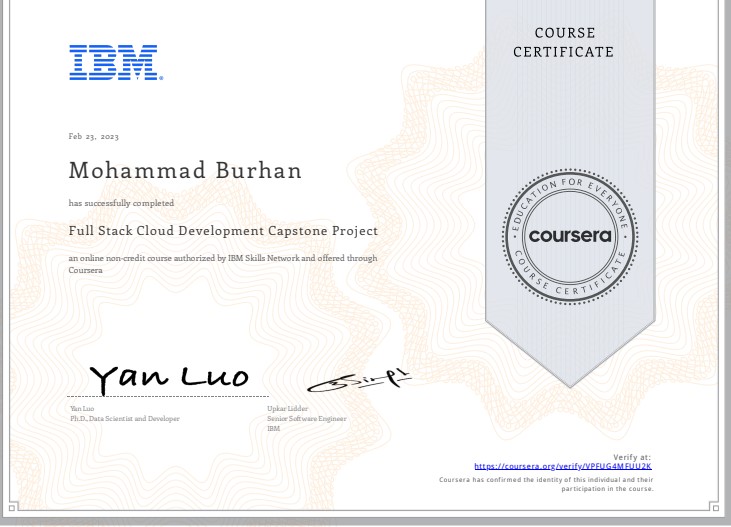 COURSE
CERTIFICATE
IBM®
Feb 23, 2023
Mohammad Burhan
has successfully completed
Full Stack Cloud Development Capstone Project
an online non-credit course authorized by IBM Skills Network and offered through
Coursera
EDUCATION FOR EVERYONE
coursera
COURSE CERTIFICATE
Yan Luo
Yan Luo
Ph.D., Data Scientist and Developer
Upkar Lidder
Senior Software Engineer
IBM
Verify at:
https://coursera.org/verify/VPFUG4MFUU2K
Coursera has confirmed the identity of this individual and their
participation in the course.